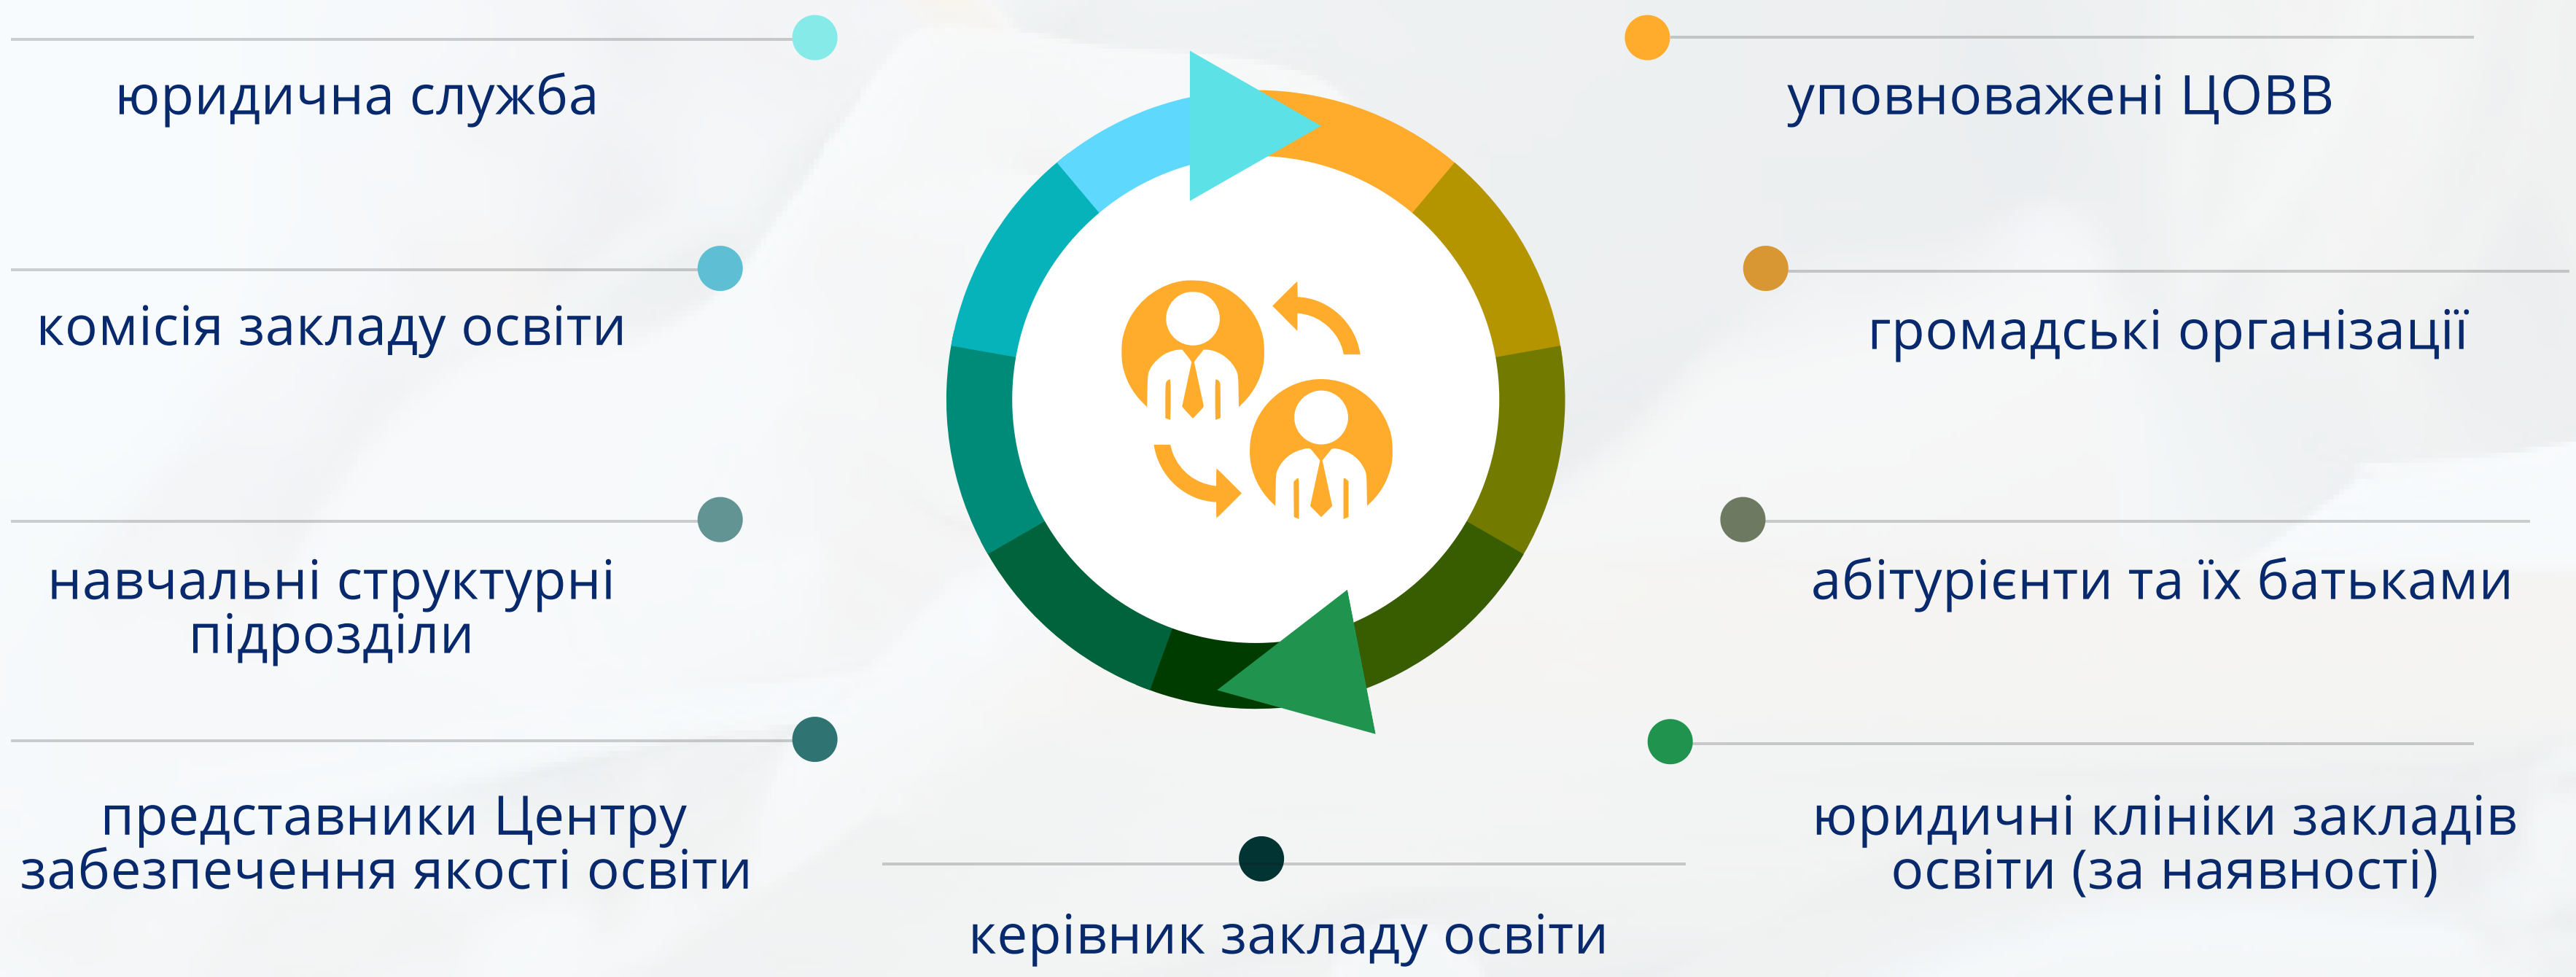 юридична служба
уповноважені ЦОВВ
комісія закладу освіти
громадські організації
навчальні структурні
підрозділи
абітурієнти та їх батьками
представники Центру
забезпечення якості освіти
юридичні клініки закладів
освіти (за наявності)
керівник закладу освіти